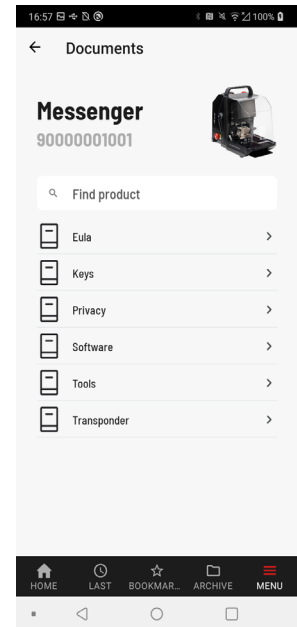 16:57 100%
Documents
Messenger
90000001001
Find product
Eula
Keys
Privacy
Software
Tools
Transponder
HOME LAST BOOKMAR... ARCHIVE MENU